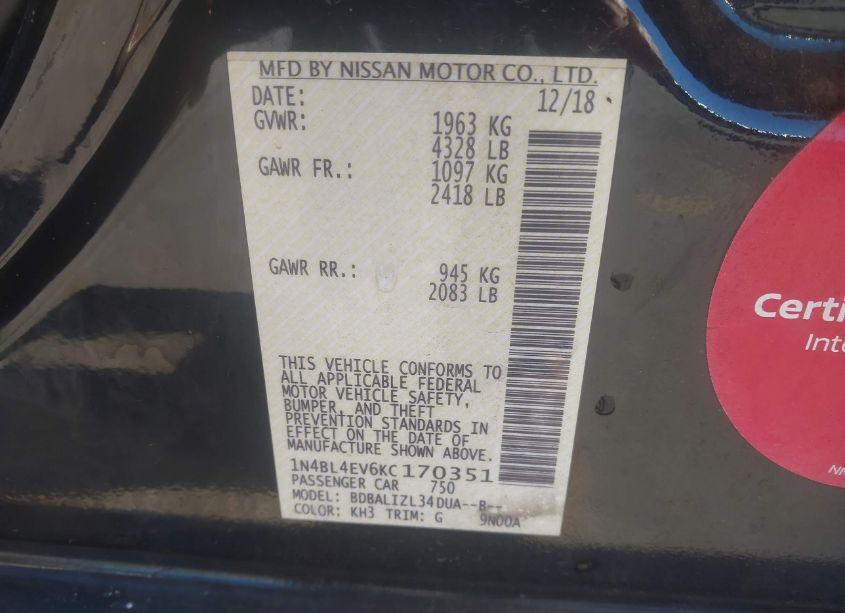 MFD BY NISSAN MOTOR CO., LTD.
DATE: 12/18
GVWR: 1963 KG
4328 LB
GAWR FR.: 1097 KG
2418 LB
GAWR RR.: 945 KG
2083 LB
THIS VEHICLE CONFORMS TO
ALL APPLICABLE FEDERAL
MOTOR VEHICLE SAFETY,
BUMPER, AND THEFT
PREVENTION STANDARDS IN
EFFECT ON THE DATE OF
MANUFACTURE SHOWN ABOVE.
1N4BL4EV6KC170351
PASSENGER CAR 750
MODEL: BDBALIZL34DUA--B--
COLOR: KH3 TRIM: G 9N00A
Certi
Inte
NN